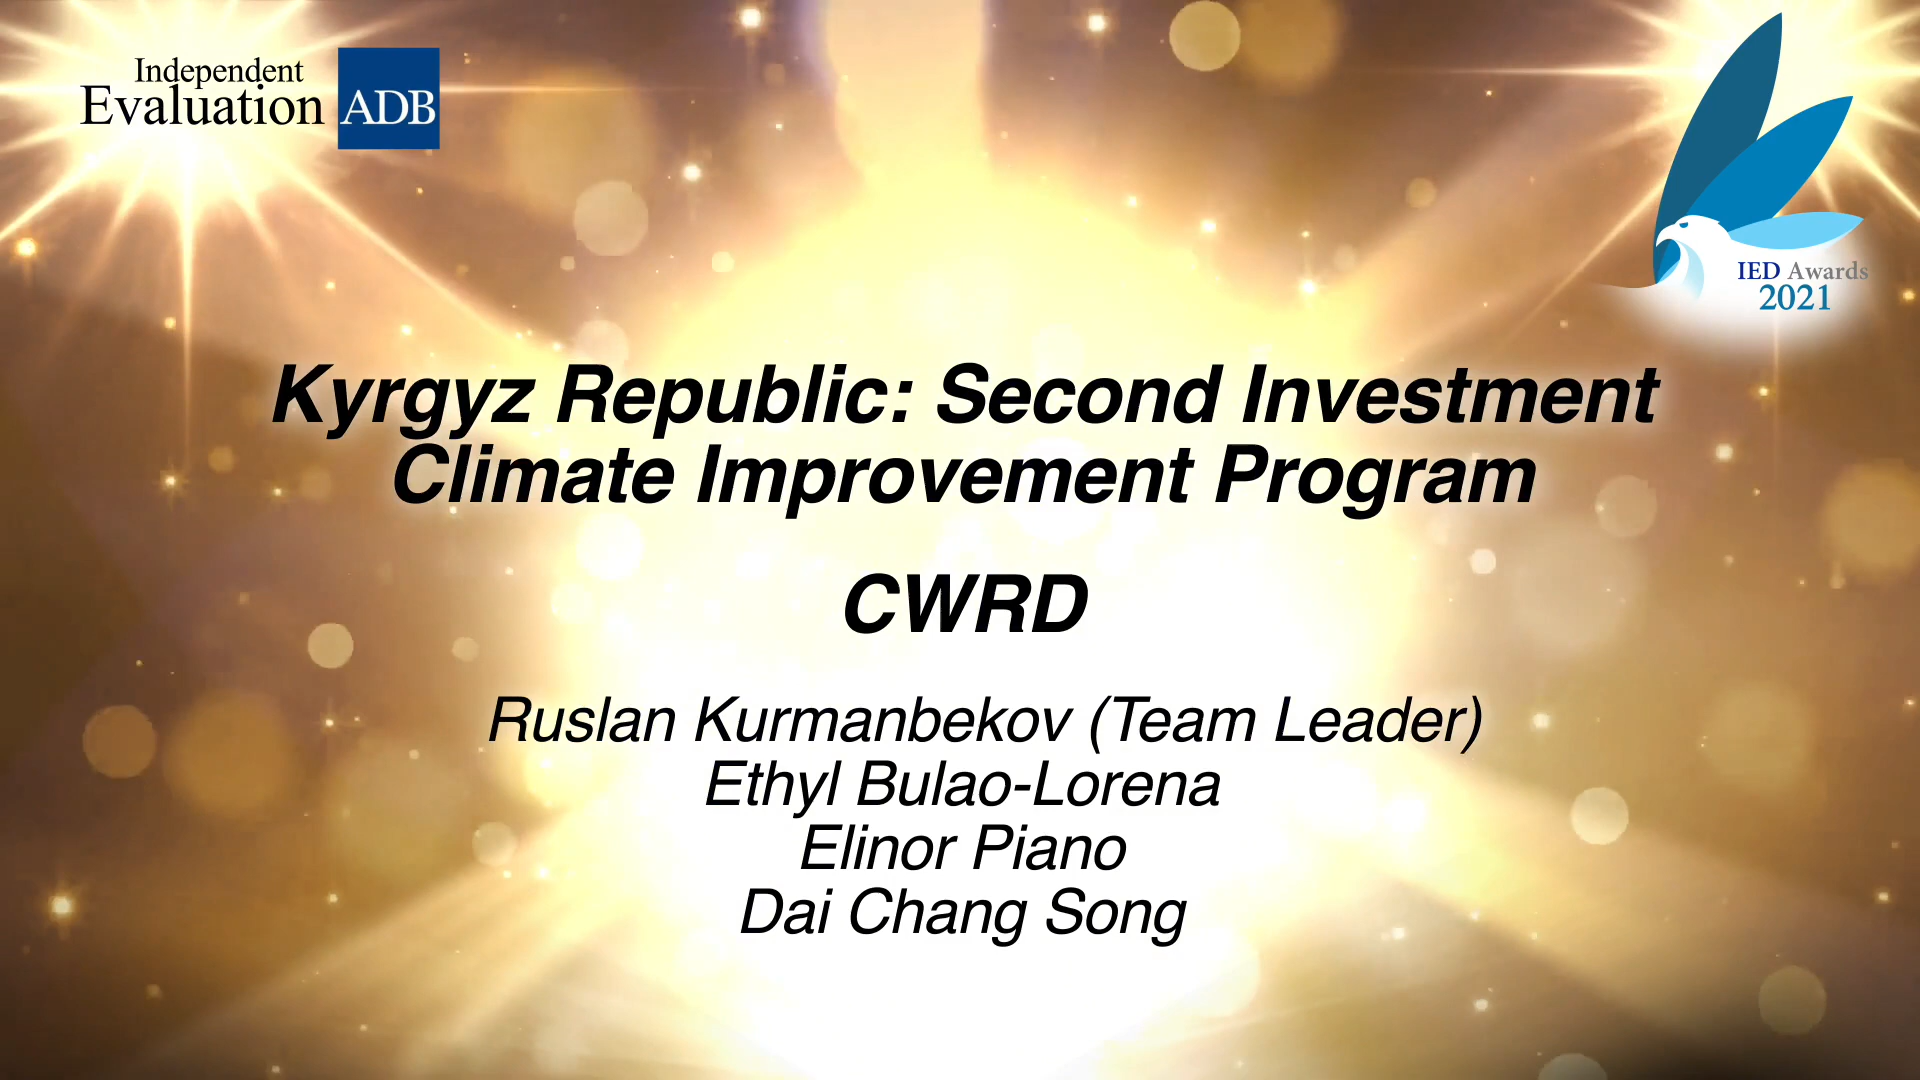 Independent
Evaluation
ADB
IED Awards
2021
Kyrgyz Republic: Second Investment
Climate Improvement Program
CWRD
Ruslan Kurmanbekov (Team Leader)
Ethyl Bulao-Lorena
Elinor Piano
Dai Chang Song